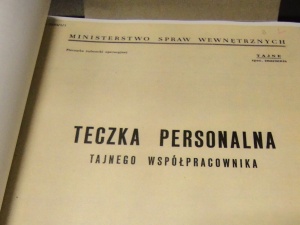 MINISTERSTWO SPRAW WEWNĘTRZNYCH
TAJNE
TECZKA PERSONALNA
TAJNEGO WSPÓŁPRACOWNIKA